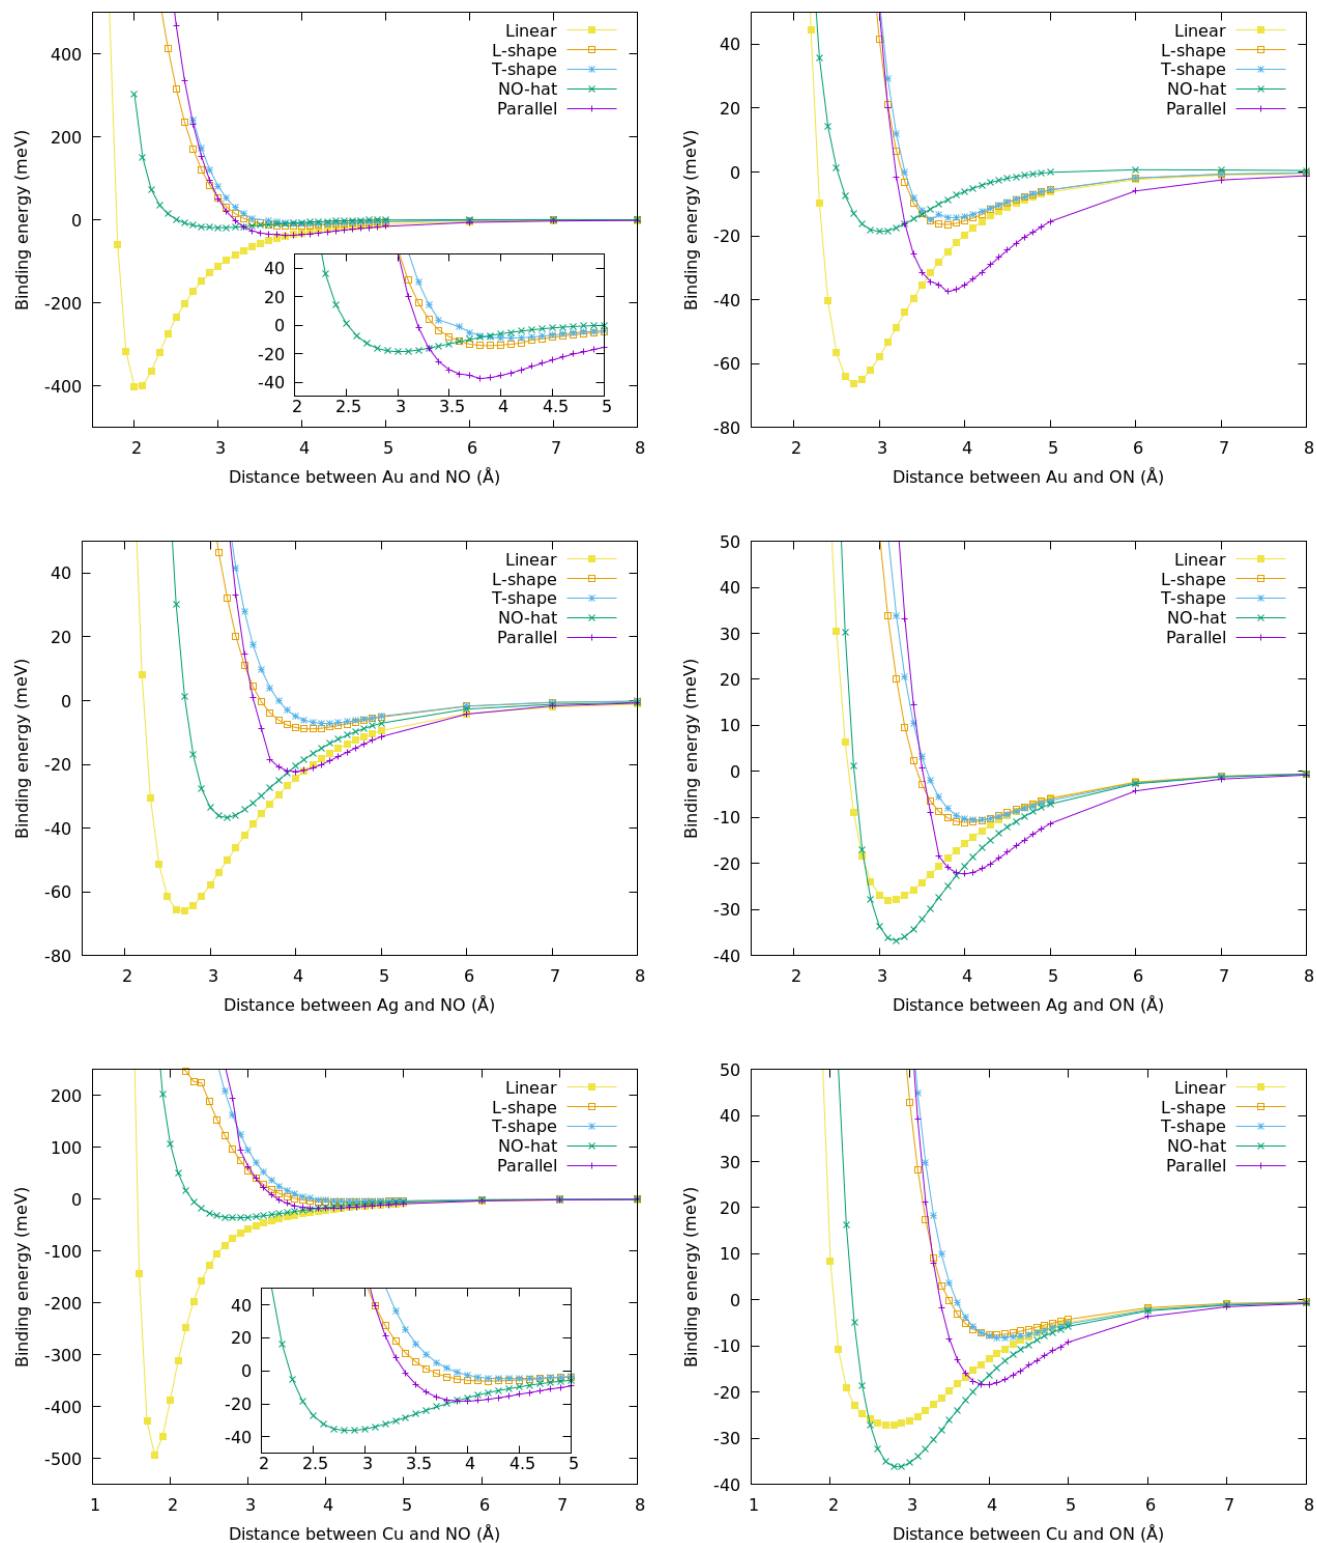 Linear
L-shape
T-shape
NO-hat
Parallel
400
200
0
-200
-400
Binding energy (meV)
40
20
0
-20
-40
2 2.5 3 3.5 4 4.5 5
2 3 4 5 6 7 8
Distance between Au and NO (Å)
Linear
L-shape
T-shape
NO-hat
Parallel
40
20
0
-20
-40
-60
-80
Binding energy (meV)
2 3 4 5 6 7 8
Distance between Au and ON (Å)
Linear
L-shape
T-shape
NO-hat
Parallel
40
20
0
-20
-40
-60
-80
Binding energy (meV)
2 3 4 5 6 7 8
Distance between Ag and NO (Å)
50
Linear
L-shape
T-shape
NO-hat
Parallel
40
30
20
10
0
-10
-20
-30
-40
Binding energy (meV)
2 3 4 5 6 7 8
Distance between Ag and ON (Å)
Linear
L-shape
T-shape
NO-hat
Parallel
200
100
0
-100
-200
-300
-400
-500
Binding energy (meV)
40
20
0
-20
-40
2 2.5 3 3.5 4 4.5 5
1 2 3 4 5 6 7 8
Distance between Cu and NO (Å)
50
Linear
L-shape
T-shape
NO-hat
Parallel
40
30
20
10
0
-10
-20
-30
-40
Binding energy (meV)
1 2 3 4 5 6 7 8
Distance between Cu and ON (Å)